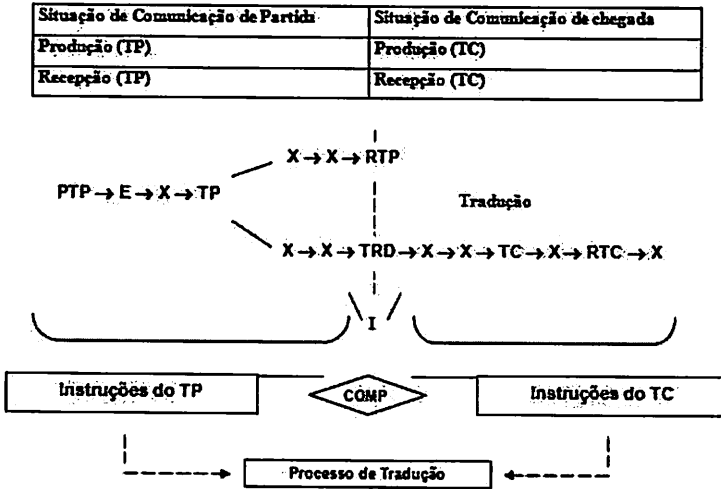 Situação de Comunicação de Partida Situação de Comunicação de chegada
Produção (TP) Produção (TC)
Recepção (TP) Recepção (TC)
X → X → RTP
PTP → E → X → TP
Tradução
X → X → TRD → X → X → TC → X → RTC → X
I
Instruções do TP COMP Instruções do TC
Processo de Tradução